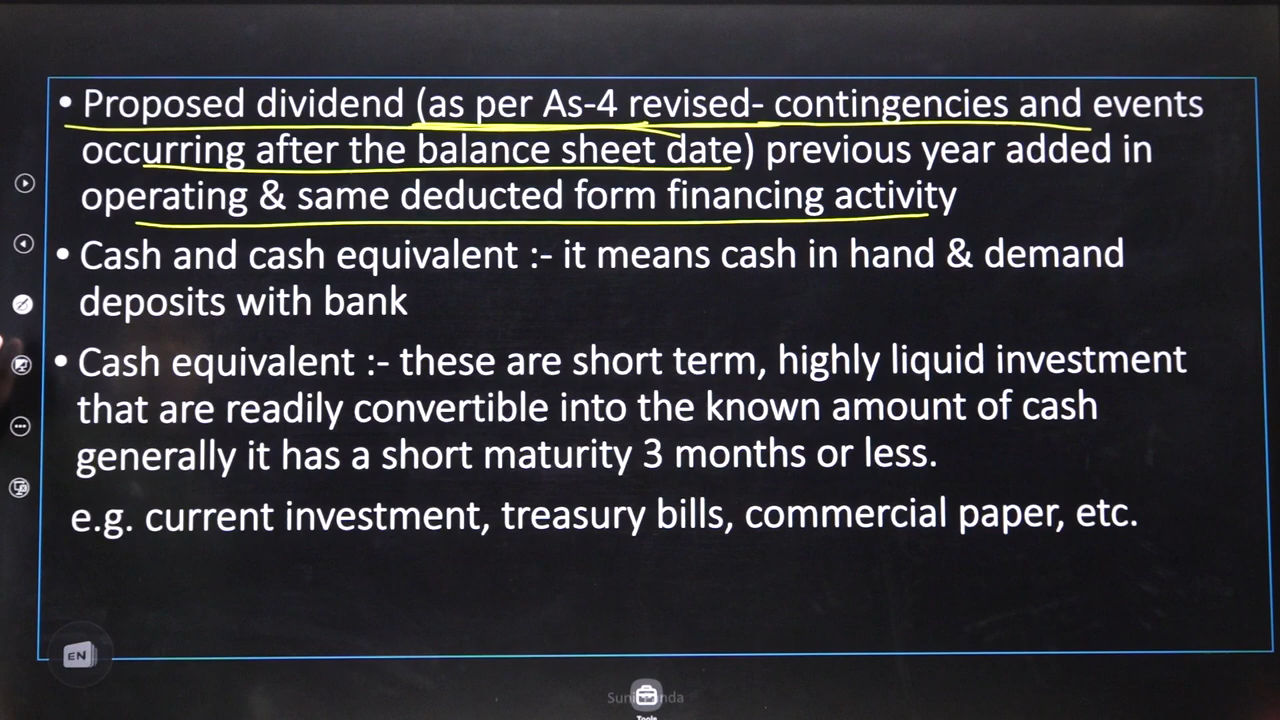 • Proposed dividend (as per As-4 revised- contingencies and events
occurring after the balance sheet date) previous year added in
operating & same deducted form financing activity
• Cash and cash equivalent :- it means cash in hand & demand
deposits with bank
• Cash equivalent :- these are short term, highly liquid investment
that are readily convertible into the known amount of cash
generally it has a short maturity 3 months or less.
e.g. current investment, treasury bills, commercial paper, etc.
EN
Tools